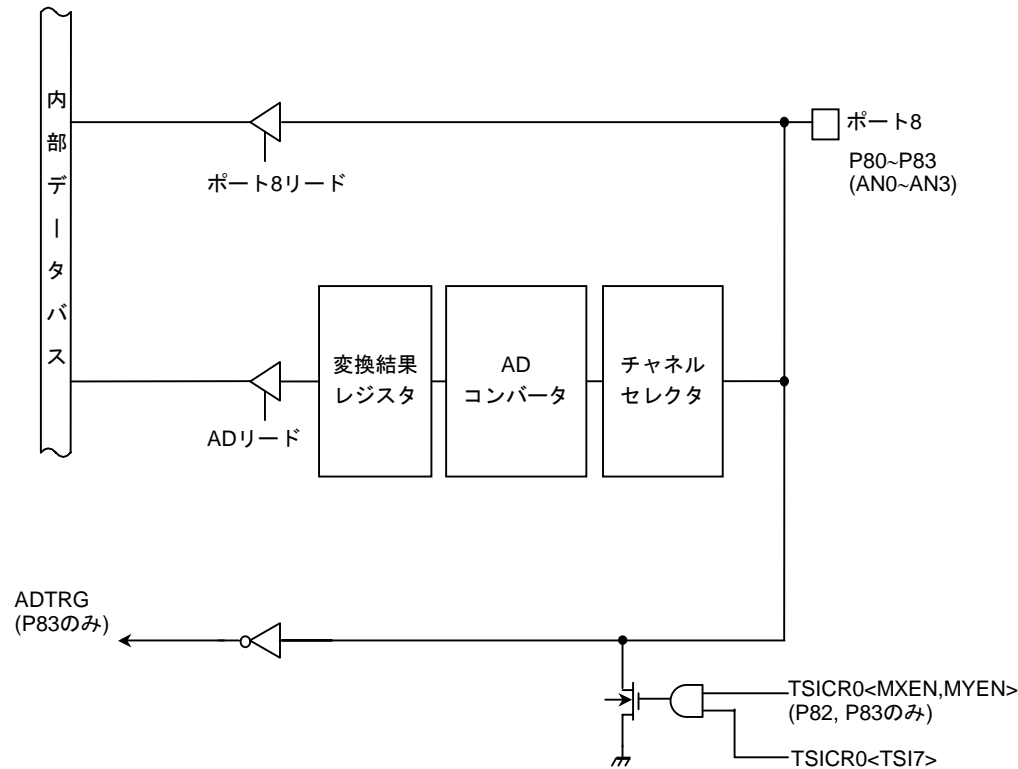 内部データバス
ポート8
P80~P83
(AN0~AN3)
ポート8リード
変換結果
レジスタ
AD
コンバータ
チャネル
セレクタ
ADリード
ADTRG
(P83のみ)
TSICR0<MXEN,MYEN>
(P82, P83のみ)
TSICR0<TSI7>